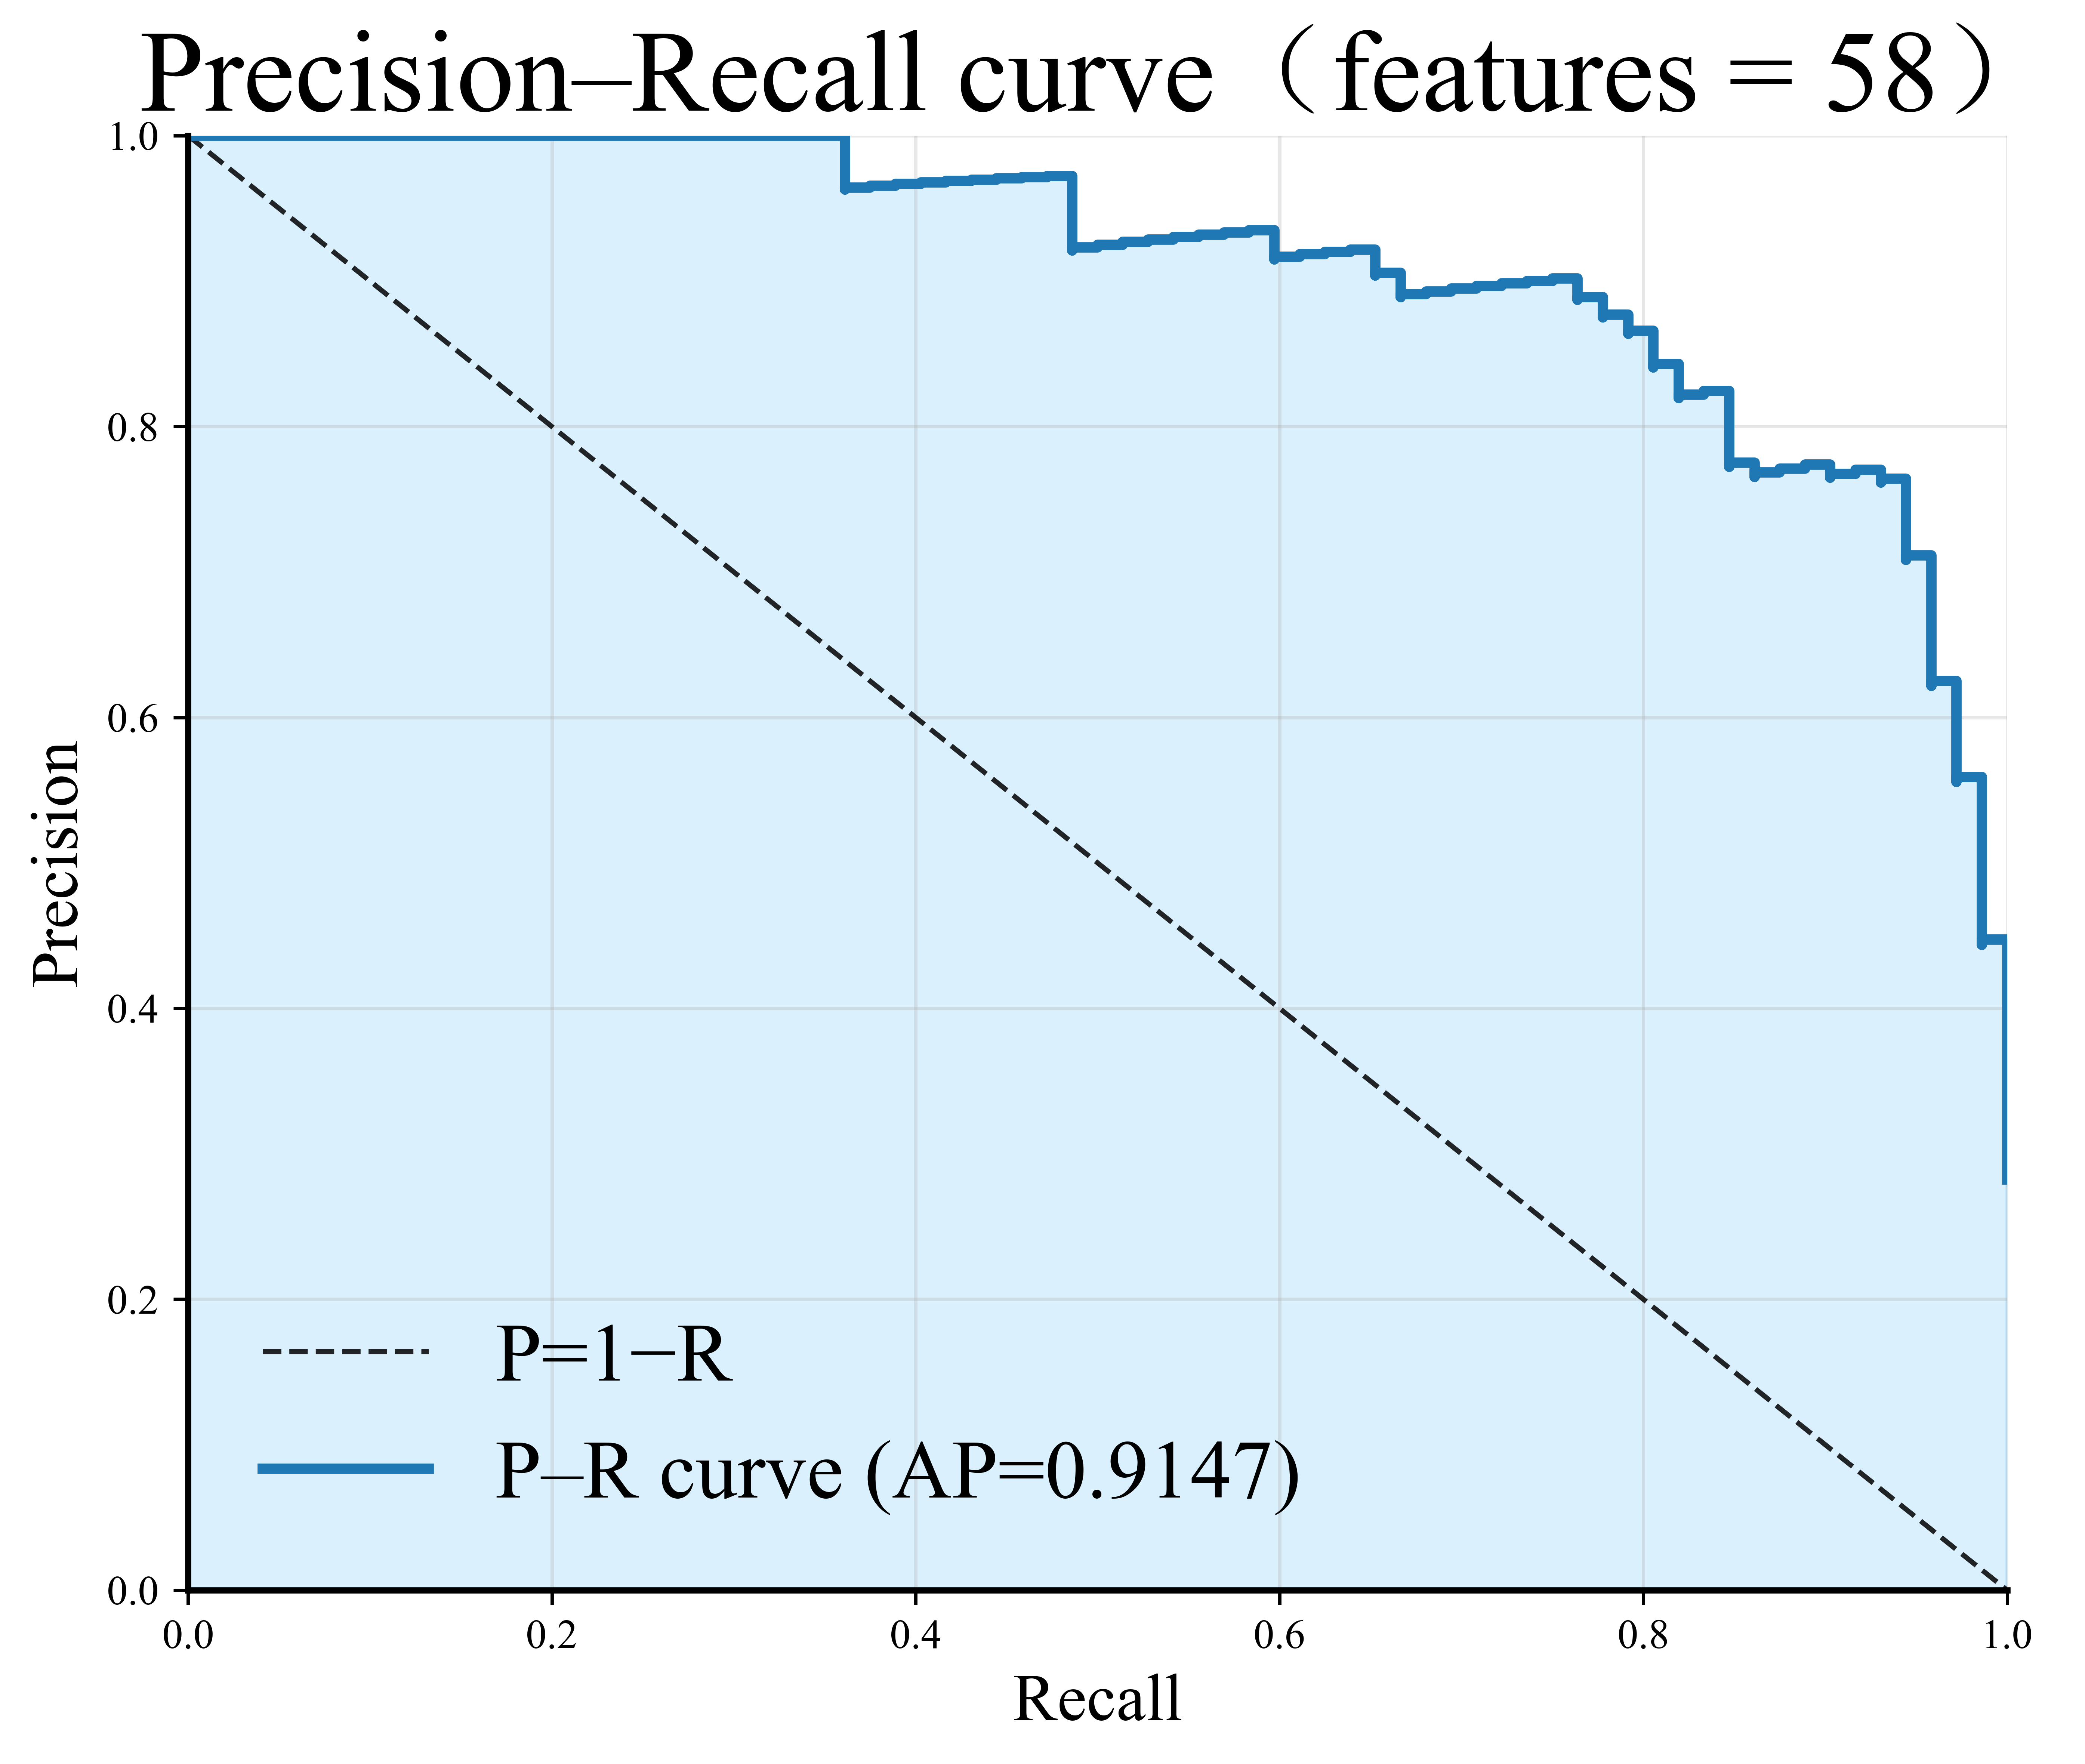 Precision–Recall curve（features = 58）
1.0
0.8
0.6
0.4
0.2
0.0
Precision
P=1−R
P–R curve (AP=0.9147)
0.0 0.2 0.4 0.6 0.8 1.0
Recall